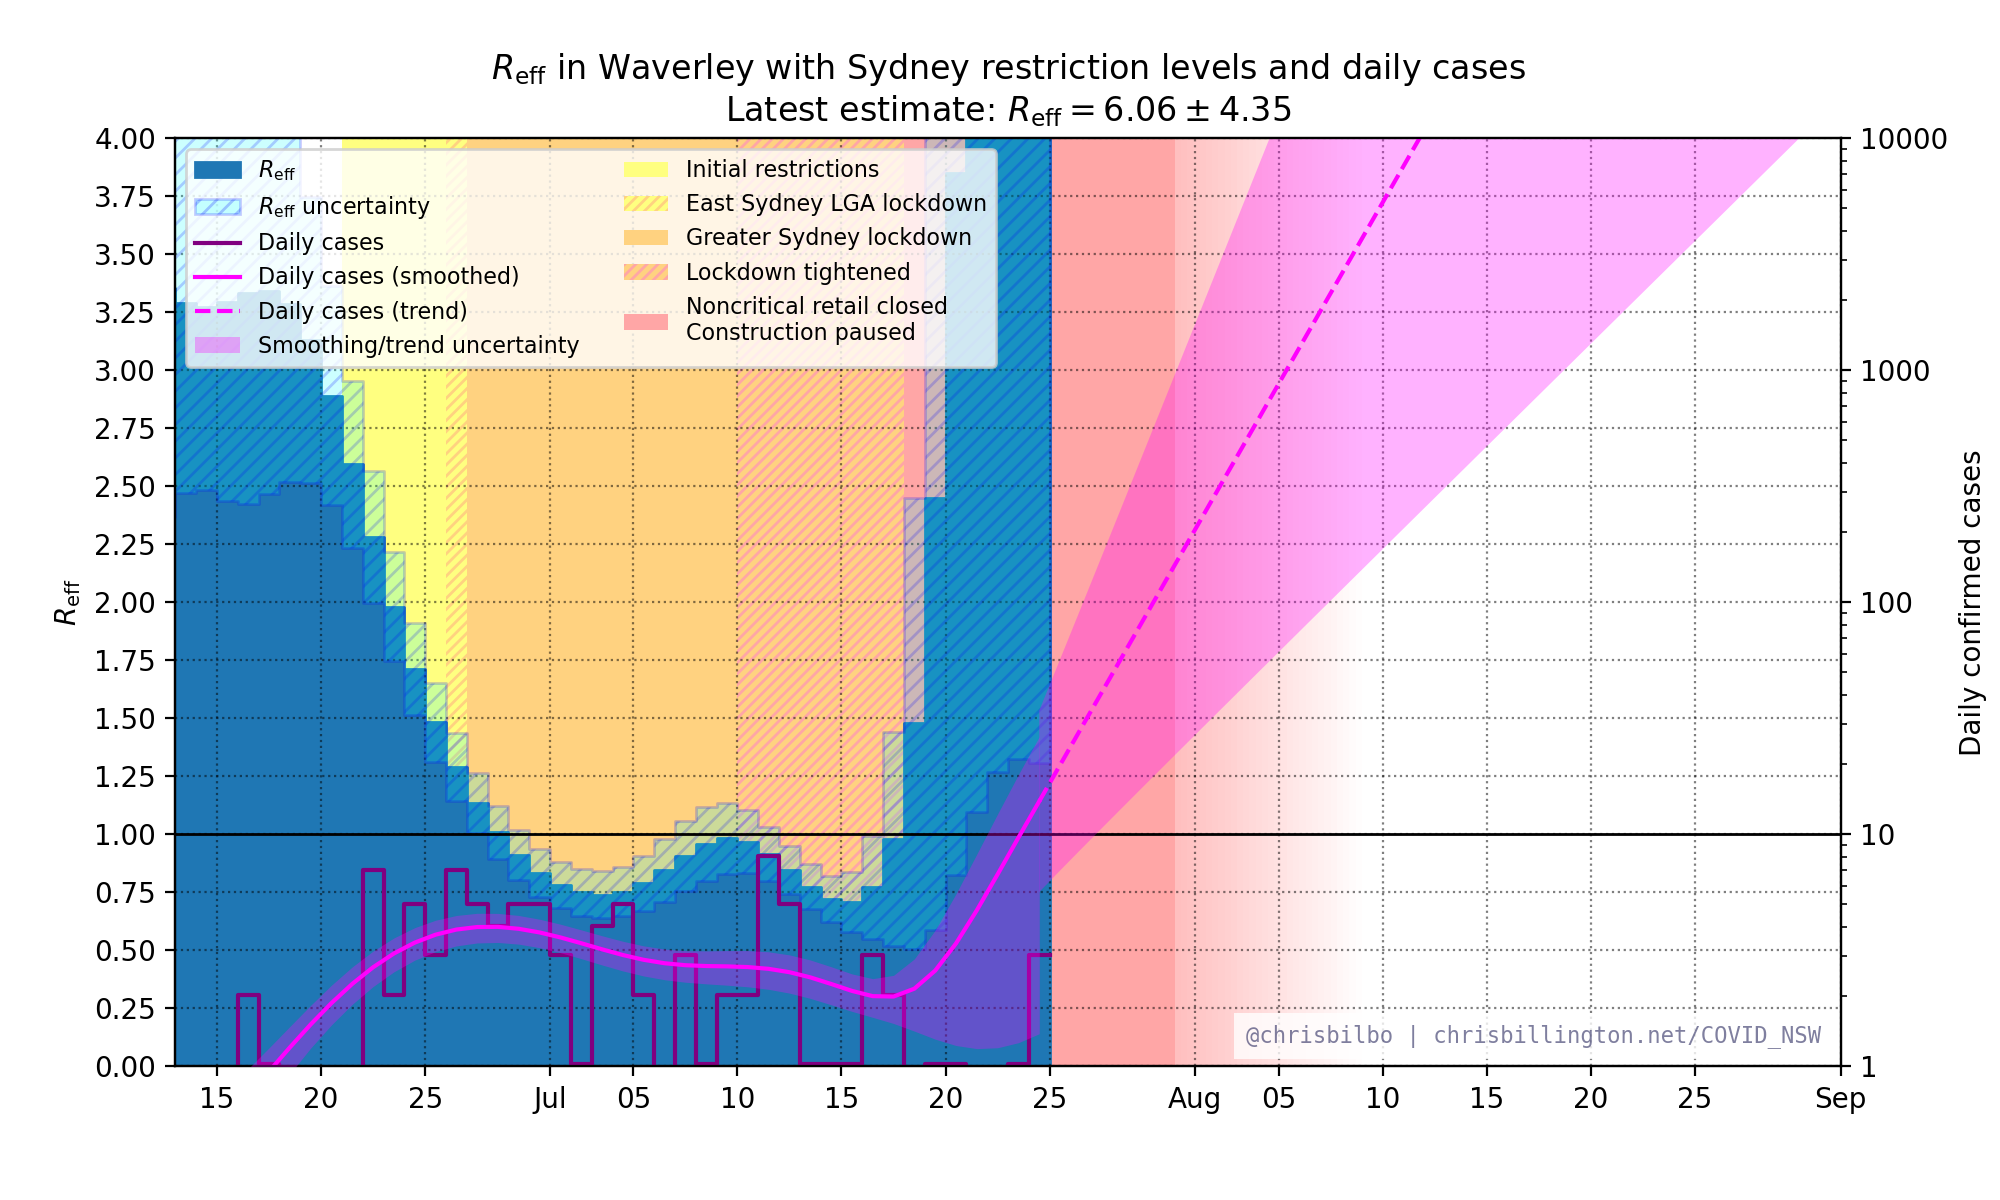 R_eff in Waverley with Sydney restriction levels and daily cases
Latest estimate: R_eff = 6.06 ± 4.35
R_eff
R_eff uncertainty
Daily cases
Daily cases (smoothed)
Daily cases (trend)
Smoothing/trend uncertainty
Initial restrictions
East Sydney LGA lockdown
Greater Sydney lockdown
Lockdown tightened
Noncritical retail closed
Construction paused
4.00
3.75
3.50
3.25
3.00
2.75
2.50
2.25
2.00
1.75
1.50
1.25
1.00
0.75
0.50
0.25
0.00
R_eff
10000
1000
100
10
1
Daily confirmed cases
@chrisbilbo | chrisbillington.net/COVID_NSW
15 20 25 Jul 05 10 15 20 25 Aug 05 10 15 20 25 Sep